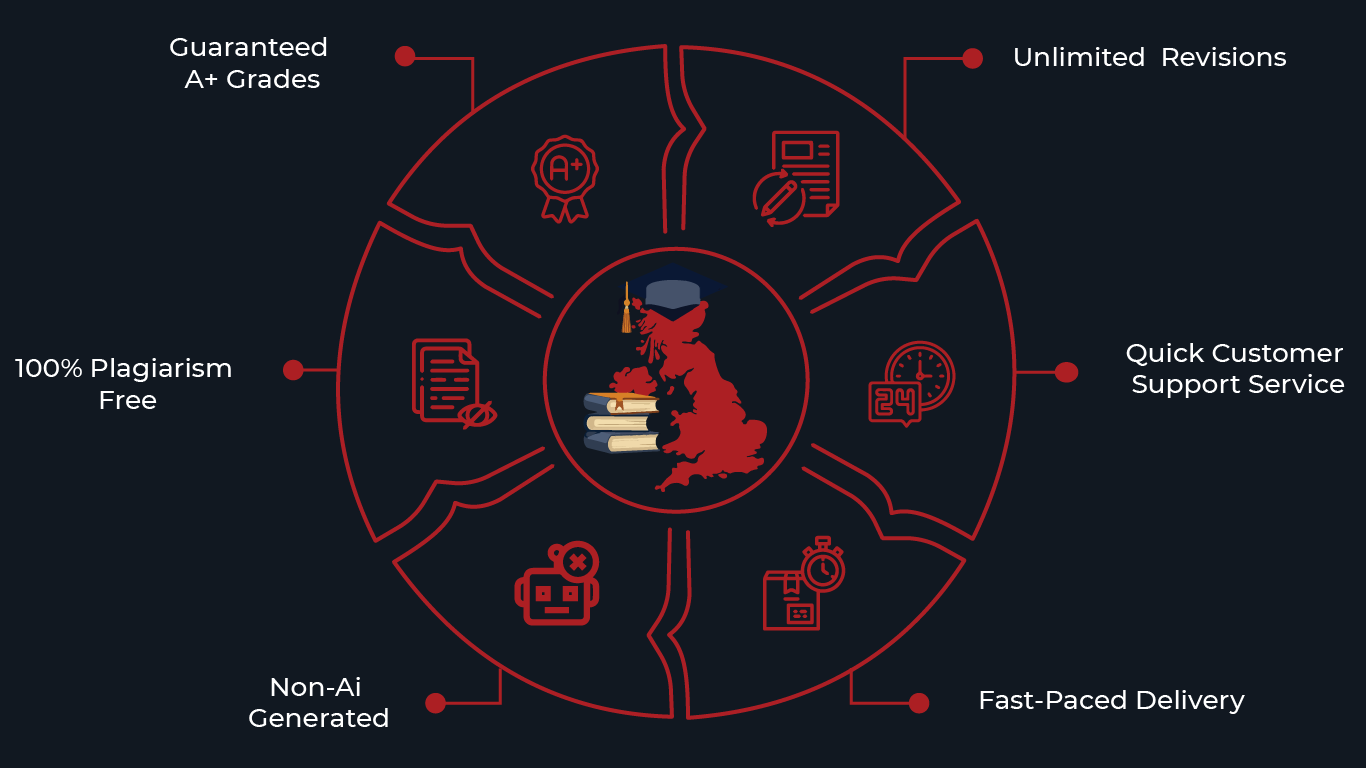 Guaranteed
A+ Grades
Unlimited Revisions
A+
100% Plagiarism
Free
Quick Customer
Support Service
24
Non-Ai
Generated
Fast-Paced Delivery